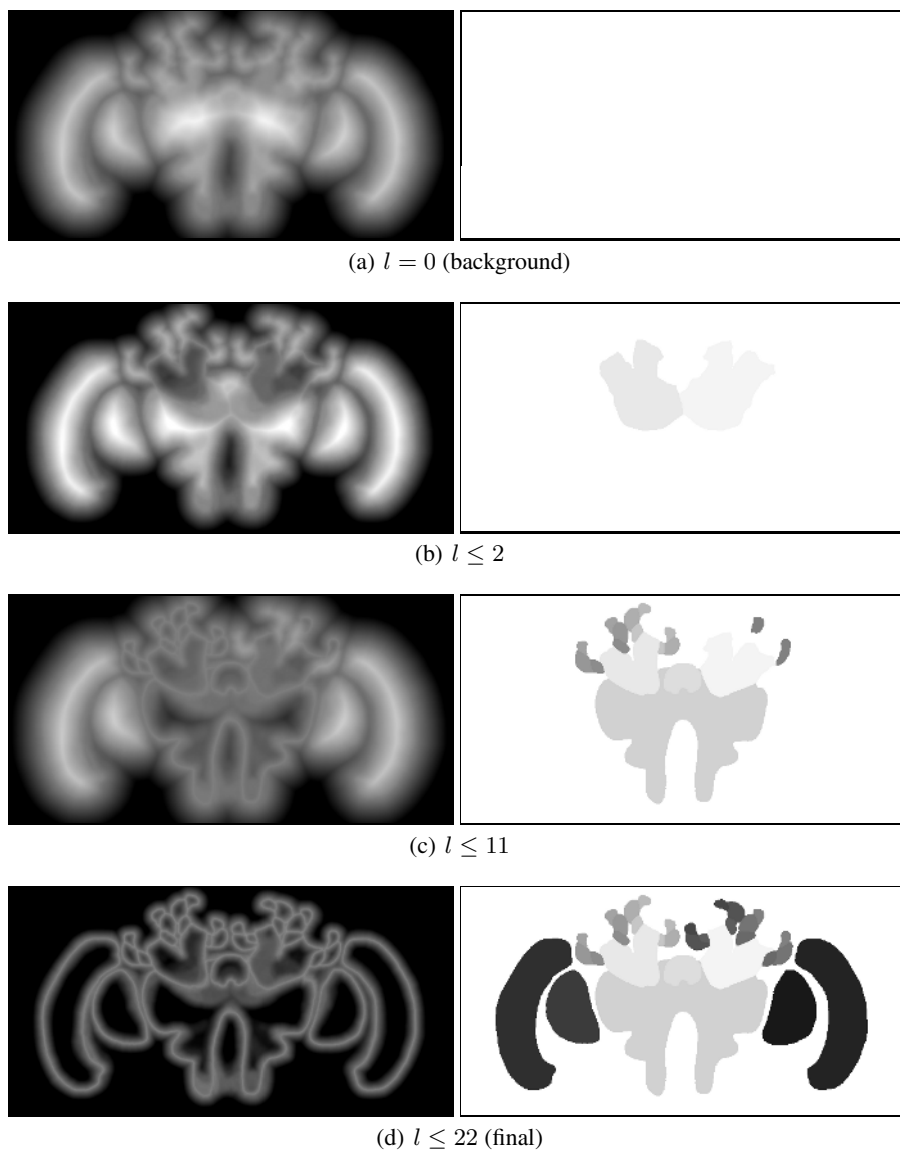 (a) l = 0 (background)
(b) l ≤ 2
(c) l ≤ 11
(d) l ≤ 22 (final)